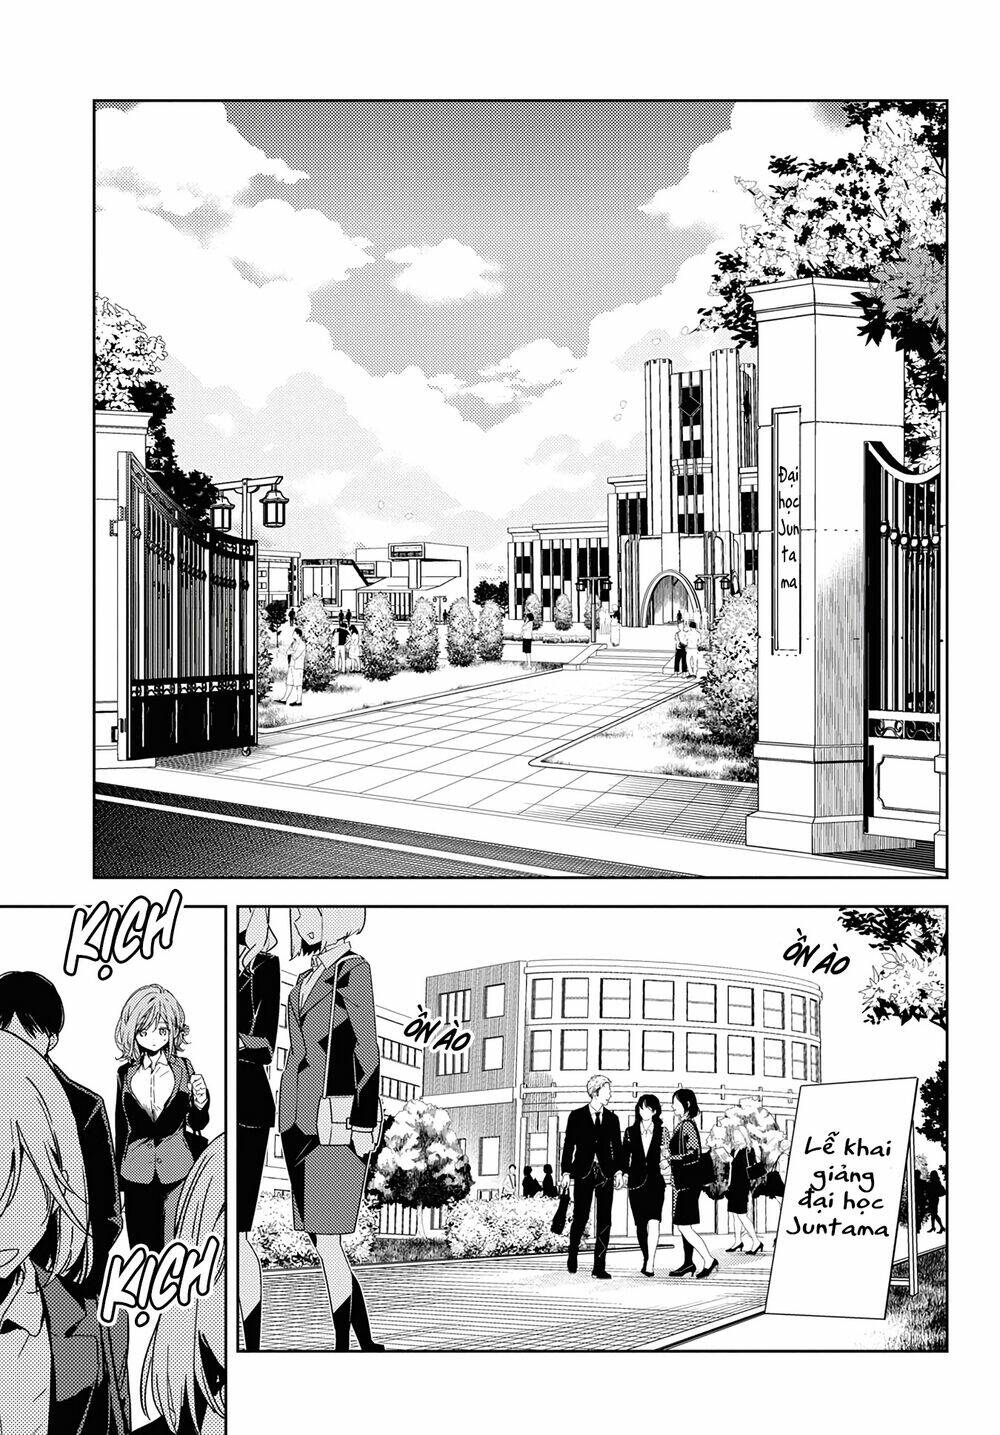 Đại
học
Jun
ta
ma
ỒN ÀO
ỒN ÀO
Lễ khai
giảng
đại học
Juntama
KỊCH
KỊCH